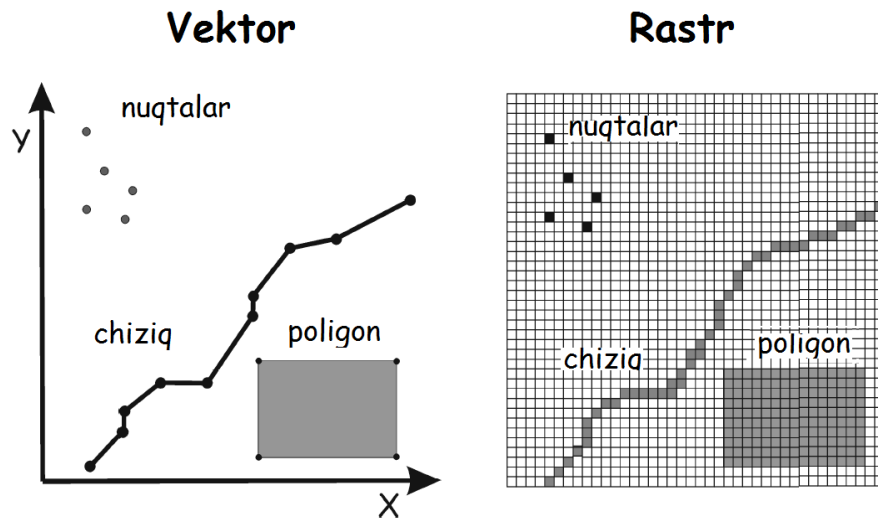 Vektor
nuqtalar
y
chiziq
poligon
X
Rastr
nuqtalar
chiziq
poligon